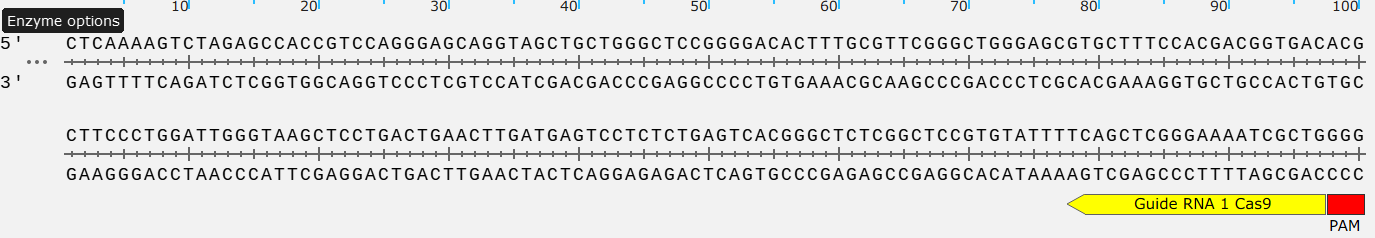 10 20 30 40 50 60 70 80 90 100
Enzyme options
5' CTCAAAAGTCTAGAGCCACCGTCCAGGGAGCAGGTAGCTGCTGGGCTCCGGGGACACTTTGCGTTCGGGCTGGGAGCGTGCTTTCCACGACGGTGACACG
...
3' GAGTTTTCAGATCTCGGTGGCAGGTCCCTCGTCCATCGACGACCCGAGGCCCCTGTGAAACGCAAGCCCGACCCTCGCACGAAAGGTGCTGCCACTGTGC
CTTCCCTGGATTGGGTAAGCTCCTGACTGAACTTGATGAGTCCTCTCTGAGTCACGGGCTCTCGGCTCCGTGTATTTTCAGCTCGGGAAAATCGCTGGGG
GAAGGGACCTAACCCATTCGAGGACTGACTTGAACTACTCAGGAGAGACTCAGTGCCCGAGAGCCGAGGCACATAAAAGTCGAGCCCTTTTAGCGACCCC
Guide RNA 1 Cas9
PAM